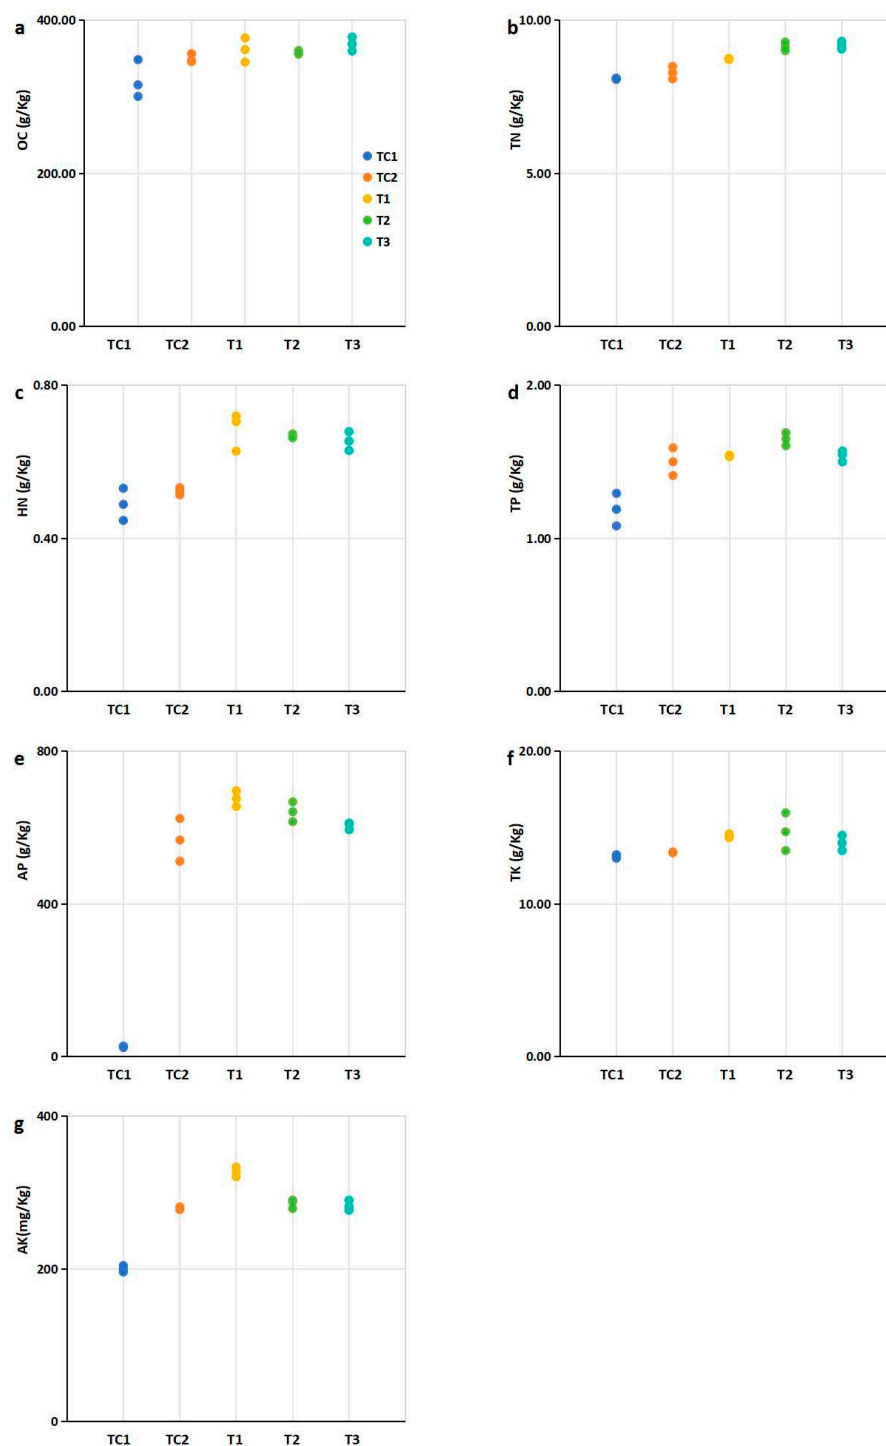 a
400.00
200.00
0.00
OC (g/Kg)
TC1
TC2
T1
T2
T3
TC1 TC2 T1 T2 T3
b
10.00
5.00
0.00
TN (g/Kg)
TC1 TC2 T1 T2 T3
c
0.80
0.40
0.00
HN (g/Kg)
TC1 TC2 T1 T2 T3
d
2.00
1.00
0.00
TP (g/Kg)
TC1 TC2 T1 T2 T3
e
800
400
0
AP (g/Kg)
TC1 TC2 T1 T2 T3
f
20.00
10.00
0.00
TK (g/Kg)
TC1 TC2 T1 T2 T3
g
400
200
0
AK(mg/Kg)
TC1 TC2 T1 T2 T3